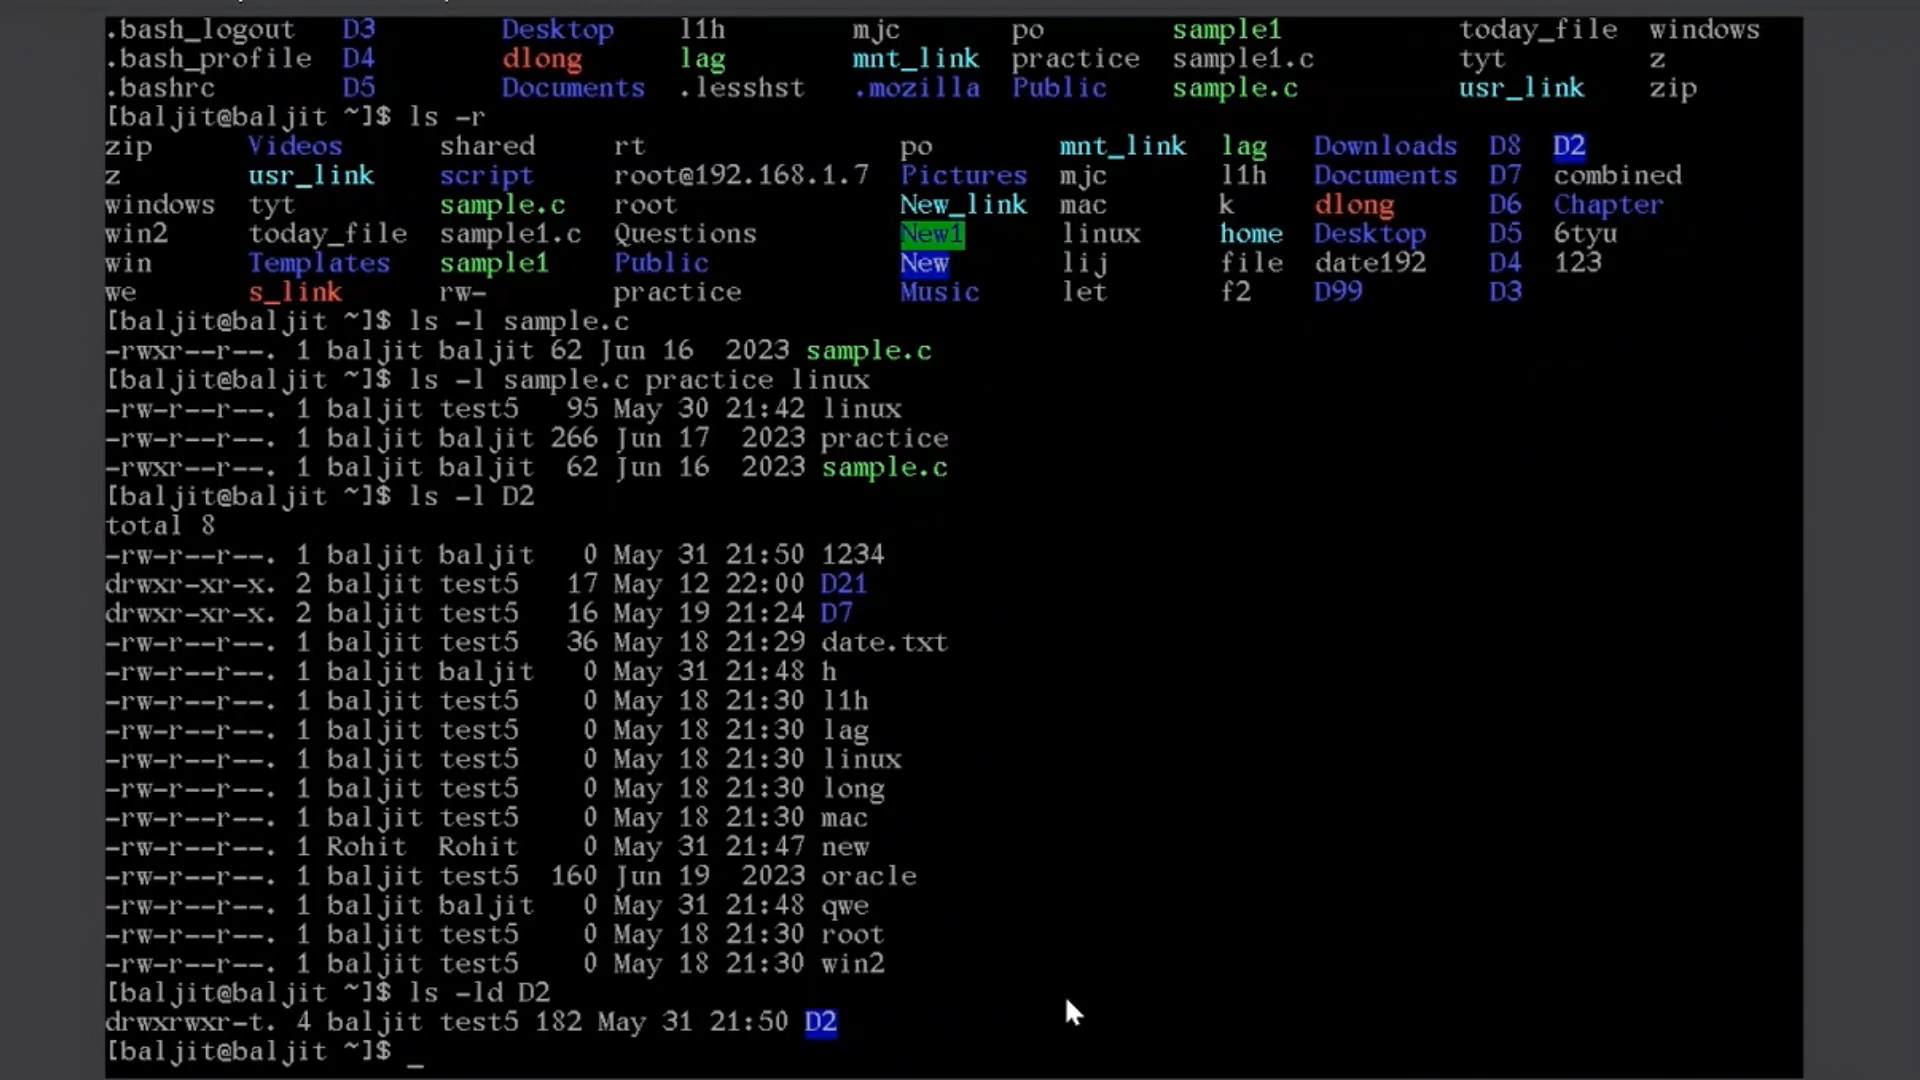 .bash_logout D3 Desktop l1h mjc po sample1 today_file windows
.bash_profile D4 dlong lag mnt_link practice sample1.c tyt z
.bashrc D5 Documents .lesshst .mozilla Public sample.c usr_link zip
[baljit@baljit ~]$ ls -r
zip Videos shared rt po mnt_link lag Downloads D8 D2
z usr_link script root@192.168.1.7 Pictures mjc l1h Documents D7 combined
windows tyt sample.c root New_link mac k dlong D6 Chapter
win2 today_file sample1.c Questions New1 linux home Desktop D5 6tyu
win Templates sample1 Public New lij file date192 D4 123
we s_link rw- practice Music let f2 D99 D3
[baljit@baljit ~]$ ls -l sample.c
-rwxr--r--. 1 baljit baljit 62 Jun 16 2023 sample.c
[baljit@baljit ~]$ ls -l sample.c practice linux
-rw-r--r--. 1 baljit test5 95 May 30 21:42 linux
-rw-r--r--. 1 baljit baljit 266 Jun 17 2023 practice
-rwxr--r--. 1 baljit baljit 62 Jun 16 2023 sample.c
[baljit@baljit ~]$ ls -l D2
total 8
-rw-r--r--. 1 baljit baljit 0 May 31 21:50 1234
drwxr-xr-x. 2 baljit test5 17 May 12 22:00 D21
drwxr-xr-x. 2 baljit test5 16 May 19 21:24 D7
-rw-r--r--. 1 baljit test5 36 May 18 21:29 date.txt
-rw-r--r--. 1 baljit baljit 0 May 31 21:48 h
-rw-r--r--. 1 baljit test5 0 May 18 21:30 l1h
-rw-r--r--. 1 baljit test5 0 May 18 21:30 lag
-rw-r--r--. 1 baljit test5 0 May 18 21:30 linux
-rw-r--r--. 1 baljit test5 0 May 18 21:30 long
-rw-r--r--. 1 baljit test5 0 May 18 21:30 mac
-rw-r--r--. 1 Rohit Rohit 0 May 31 21:47 new
-rw-r--r--. 1 baljit test5 160 Jun 19 2023 oracle
-rw-r--r--. 1 baljit baljit 0 May 31 21:48 qwe
-rw-r--r--. 1 baljit test5 0 May 18 21:30 root
-rw-r--r--. 1 baljit test5 0 May 18 21:30 win2
[baljit@baljit ~]$ ls -ld D2
drwxrwxr-t. 4 baljit test5 182 May 31 21:50 D2
[baljit@baljit ~]$ _